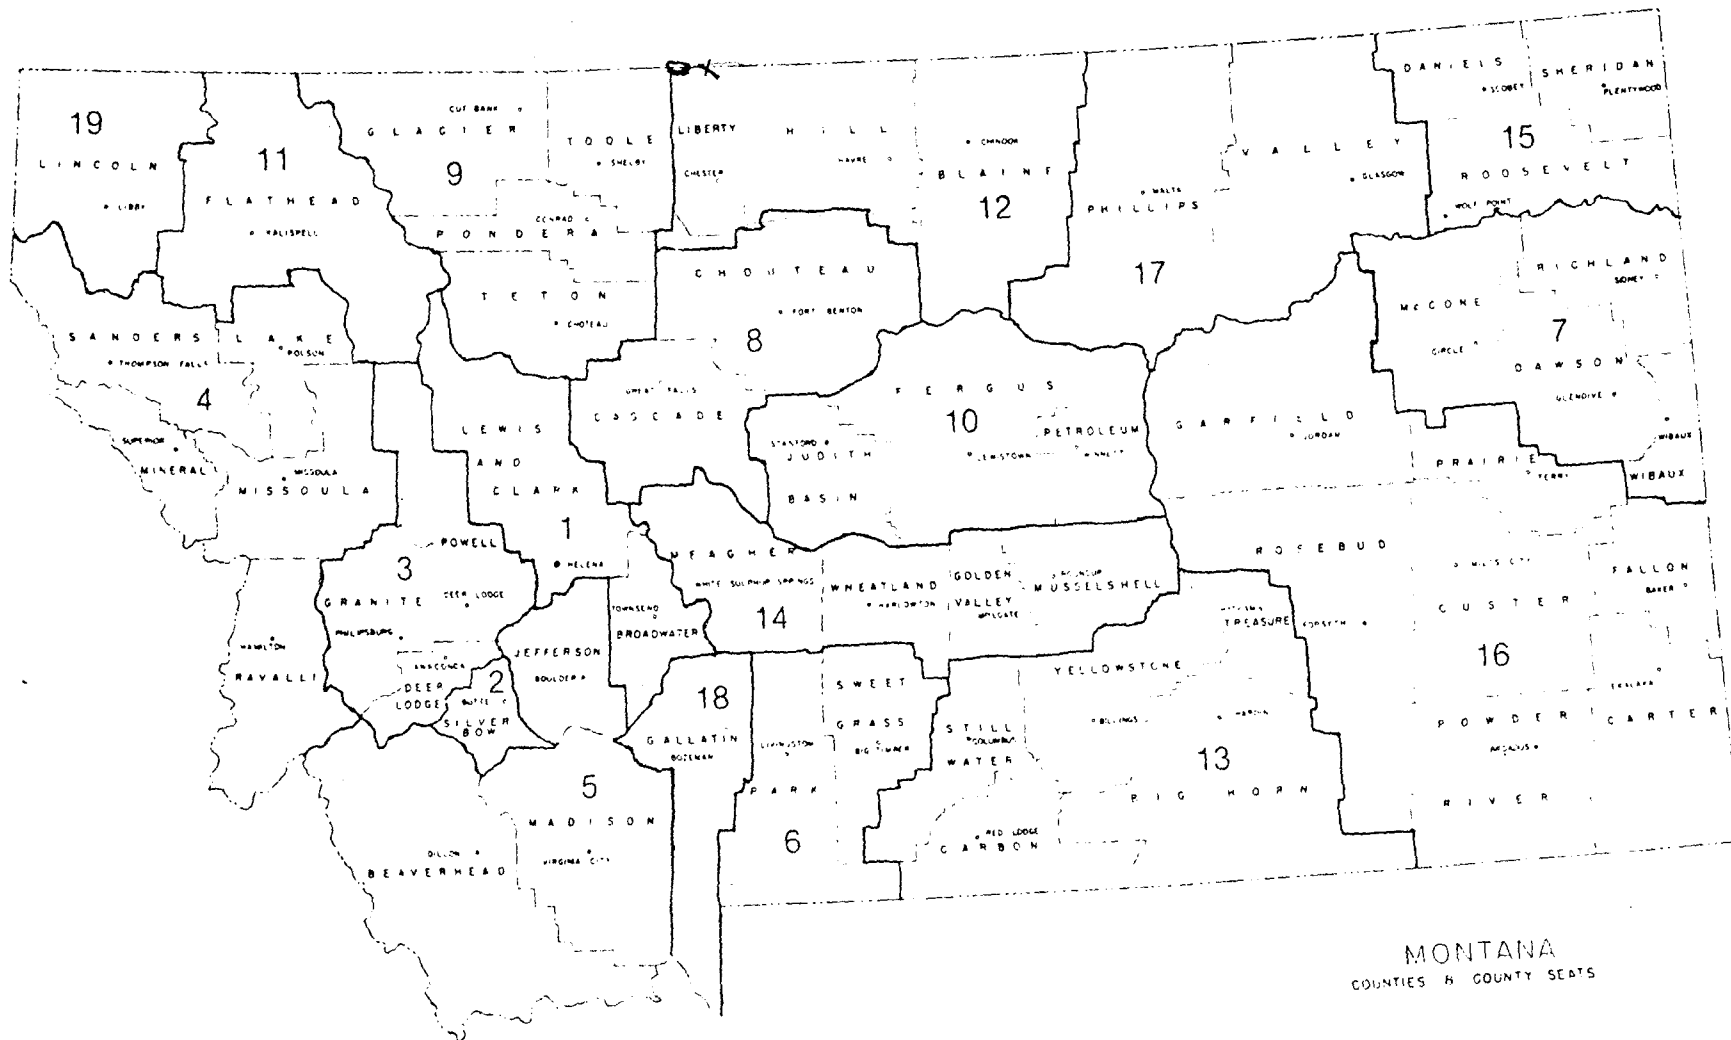 X
DANIELS
SCOBEY
SHERIDAN
PLENTYWOOD
19
LINCOLN
LIBBY
11
FLATHEAD
KALISPELL
CUT BANK
GLACIER
9
TOOLE
SHELBY
CONRAD
PONDERA
TETON
CHOTEAU
LIBERTY
CHESTER
HILL
HAVRE
CHINOOK
BLAINE
12
MALTA
PHILLIPS
17
VALLEY
GLASGOW
15
ROOSEVELT
WOLF POINT
CHOUTEAU
FORT BENTON
8
GREAT FALLS
CASCADE
RICHLAND
SIDNEY
McCONE
CIRCLE
7
DAWSON
GLENDIVE
WIBAUX
WIBAUX
SANDERS
THOMPSON FALLS
LAKE
POLSON
4
SUPERIOR
MINERAL
MISSOULA
MISSOULA
LEWIS
AND
CLARK
1
HELENA
FERGUS
10
LEWISTOWN
PETROLEUM
WINNETT
STANFORD
JUDITH
BASIN
GARFIELD
JORDAN
PRAIRIE
TERRY
POWELL
3
GRANITE
DEER LODGE
PHILIPSBURG
HAMILTON
RAVALLI
ANACONDA
DEER
LODGE
2
BUTTE
SILVER
BOW
JEFFERSON
BOULDER
TOWNSEND
BROADWATER
MEAGHER
WHITE SULPHUR SPRINGS
14
WHEATLAND
HARLOWTON
GOLDEN
VALLEY
RYEGATE
ROUNDUP
MUSSELSHELL
ROSEBUD
FORSYTH
HYSHAM
TREASURE
MILES CITY
CUSTER
16
FALLON
BAKER
EKALAKA
CARTER
POWDER
BROADUS
RIVER
YELLOWSTONE
BILLINGS
HARDIN
13
BIG HORN
STILL
COLUMBUS
WATER
RED LODGE
CARBON
SWEET
GRASS
BIG TIMBER
LIVINGSTON
PARK
6
18
GALLATIN
BOZEMAN
5
MADISON
VIRGINIA CITY
DILLON
BEAVERHEAD
MONTANA
COUNTIES & COUNTY SEATS